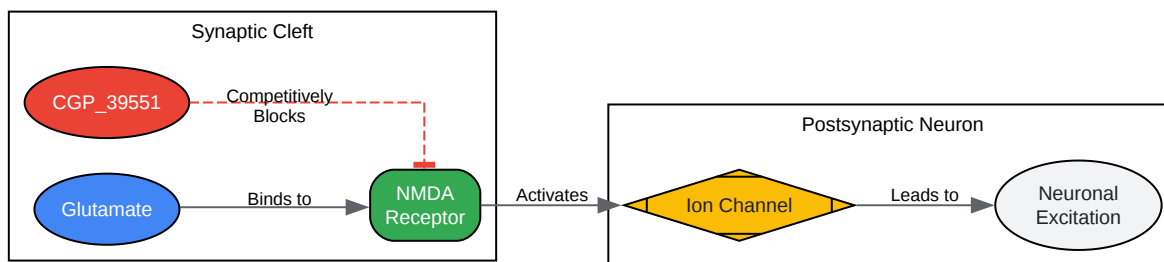 Synaptic Cleft
CGP_39551
Competitively
Blocks
Glutamate
Binds to
NMDA
Receptor
Activates
Postsynaptic Neuron
Ion Channel
Leads to
Neuronal
Excitation